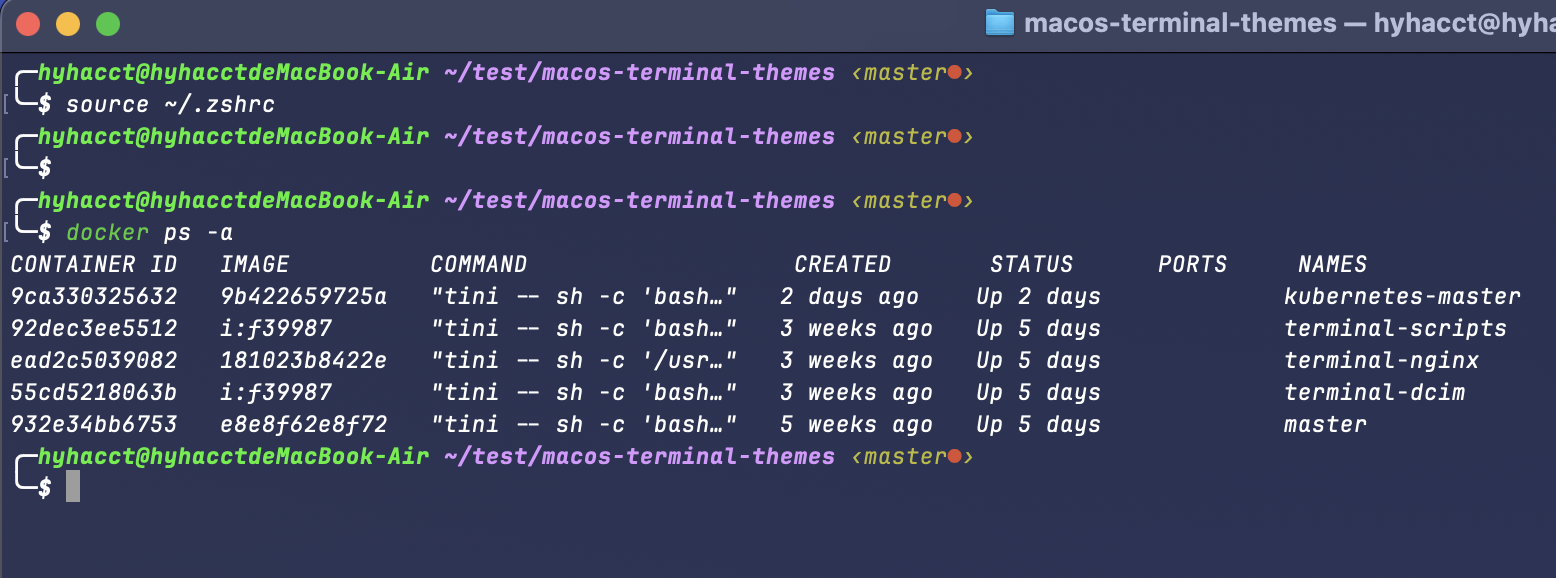 macos-terminal-themes — hyhacct@hyha
hyhacct@hyhacctdeMacBook-Air ~/test/macos-terminal-themes ‹master●›
$ source ~/.zshrc
hyhacct@hyhacctdeMacBook-Air ~/test/macos-terminal-themes ‹master●›
$
hyhacct@hyhacctdeMacBook-Air ~/test/macos-terminal-themes ‹master●›
$ docker ps -a
CONTAINER ID   IMAGE          COMMAND                   CREATED       STATUS      PORTS     NAMES
9ca330325632   9b422659725a   "tini -- sh -c 'bash…"   2 days ago    Up 2 days             kubernetes-master
92dec3ee5512   i:f39987       "tini -- sh -c 'bash…"   3 weeks ago   Up 5 days             terminal-scripts
ead2c5039082   181023b8422e   "tini -- sh -c '/usr…"   3 weeks ago   Up 5 days             terminal-nginx
55cd5218063b   i:f39987       "tini -- sh -c 'bash…"   3 weeks ago   Up 5 days             terminal-dcim
932e34bb6753   e8e8f62e8f72   "tini -- sh -c 'bash…"   5 weeks ago   Up 5 days             master
hyhacct@hyhacctdeMacBook-Air ~/test/macos-terminal-themes ‹master●›
$